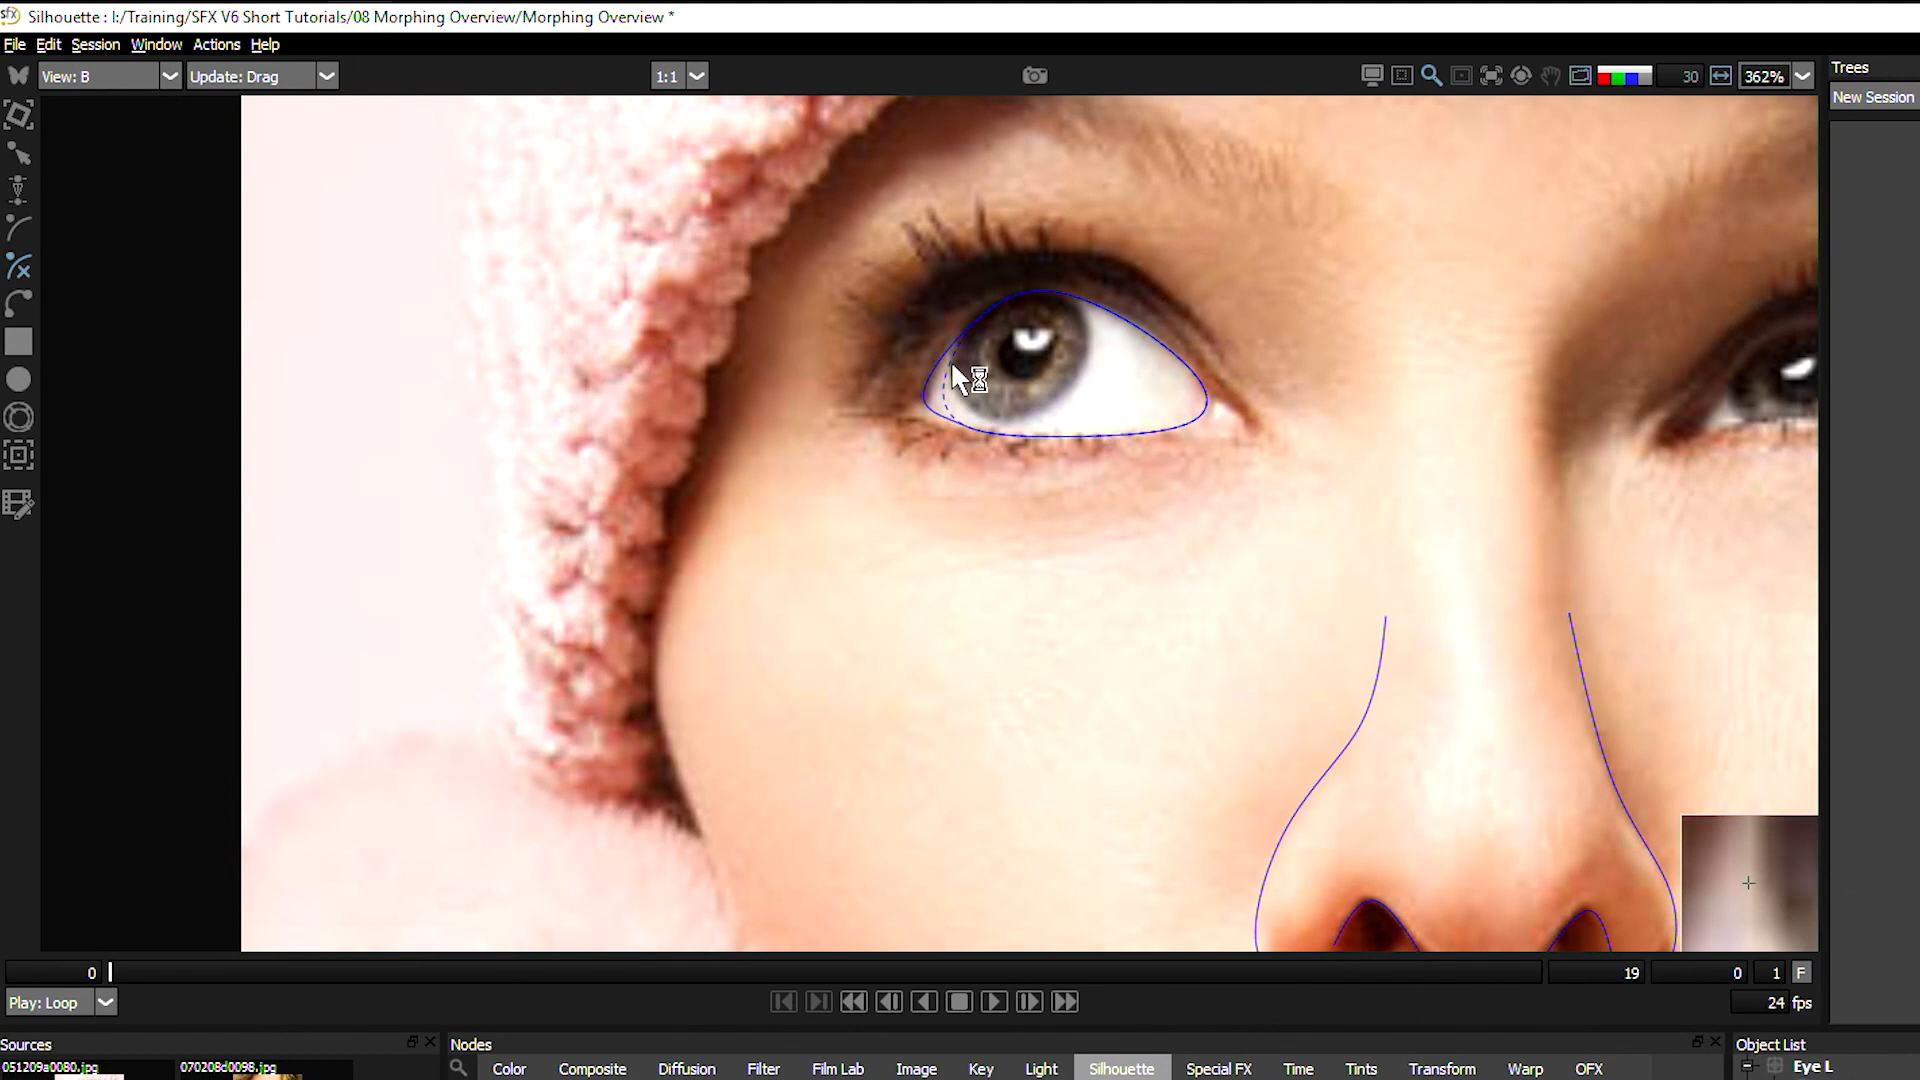 sfx Silhouette : I:/Training/SFX V6 Short Tutorials/08 Morphing Overview/Morphing Overview *
File Edit Session Window Actions Help
View: B Update: Drag 1:1 30 362% Trees
New Session
0 19 0 1 F
Play: Loop 24 fps
Sources Nodes Object List
051209a0080.jpg 070208d0098.jpg Color Composite Diffusion Filter Film Lab Image Key Light Silhouette Special FX Time Tints Transform Warp OFX Eye L